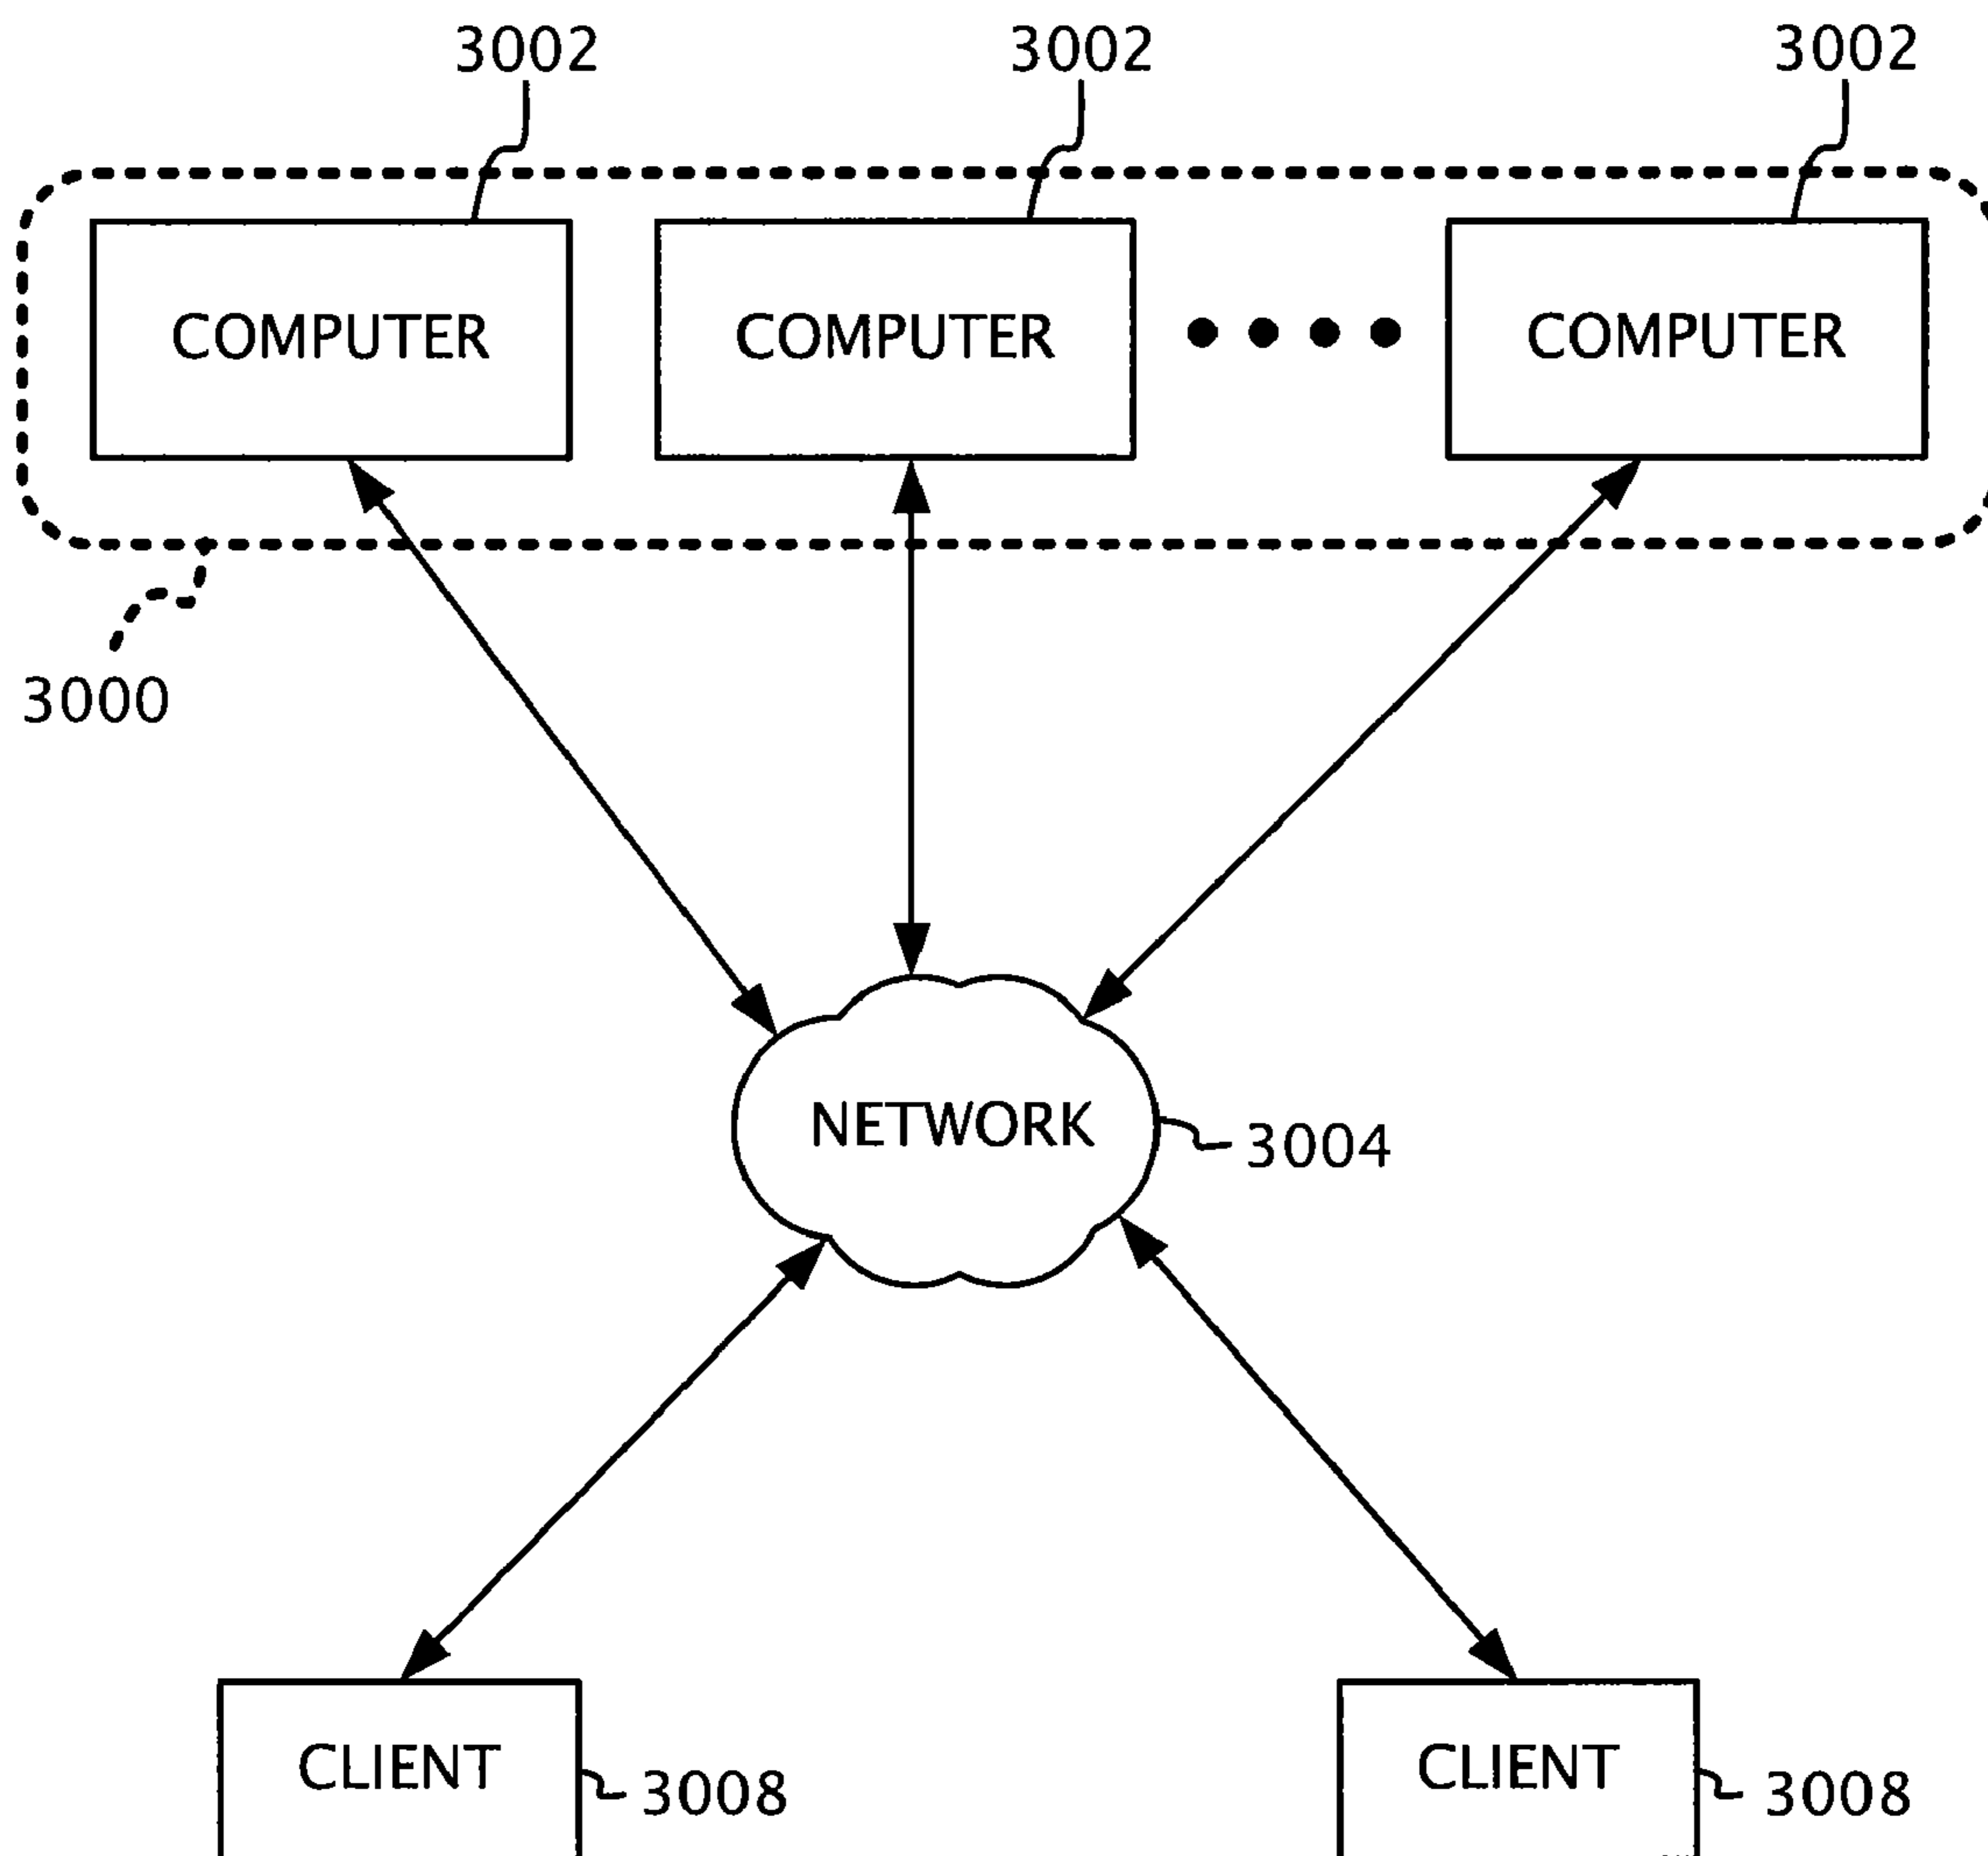 3002 3002 3002
COMPUTER COMPUTER COMPUTER
3000
NETWORK
3004
CLIENT 3008
CLIENT 3008